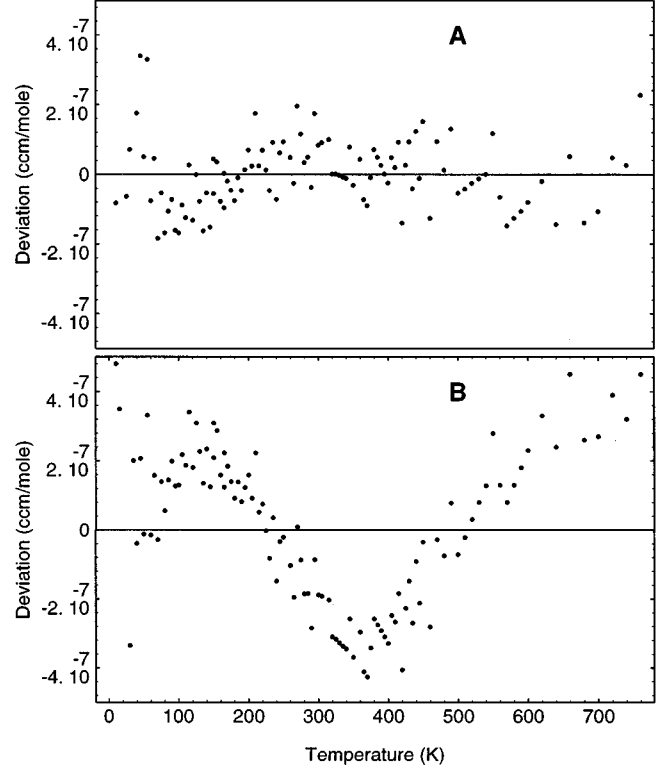 A
4. 10-7
2. 10-7
0
-2. 10-7
-4. 10-7
Deviation (ccm/mole)
B
4. 10-7
2. 10-7
0
-2. 10-7
-4. 10-7
Deviation (ccm/mole)
0 100 200 300 400 500 600 700
Temperature (K)